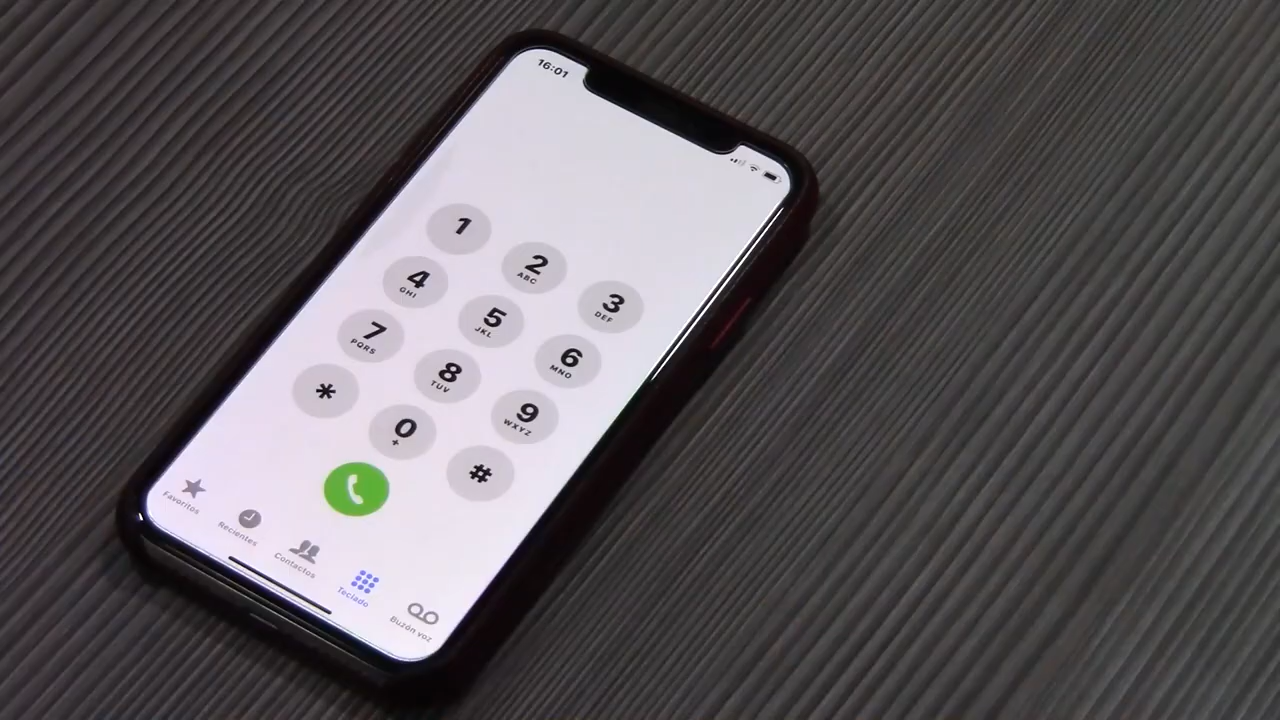 16:01
1
2
ABC
3
DEF
4
GHI
5
JKL
6
MNO
7
PQRS
8
TUV
9
WXYZ
*
0
+
#
Favoritos
Recientes
Contactos
Teclado
Buzón voz